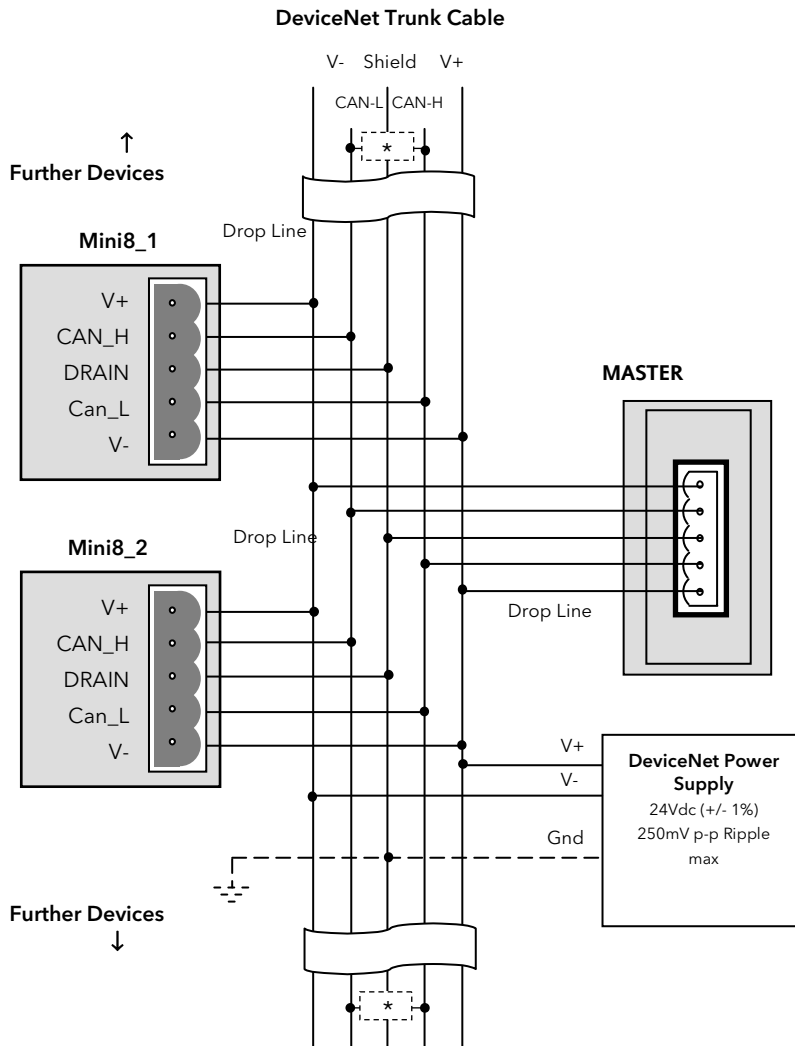 DeviceNet Trunk Cable
V- Shield V+
CAN-L CAN-H
*
↑
Further Devices
Drop Line
Mini8_1
V+
CAN_H
DRAIN
Can_L
V-
MASTER
Drop Line
Mini8_2
V+
CAN_H
DRAIN
Can_L
V-
Drop Line
V+
V-
Gnd
DeviceNet Power
Supply
24Vdc (+/- 1%)
250mV p-p Ripple
max
Further Devices
↓
*